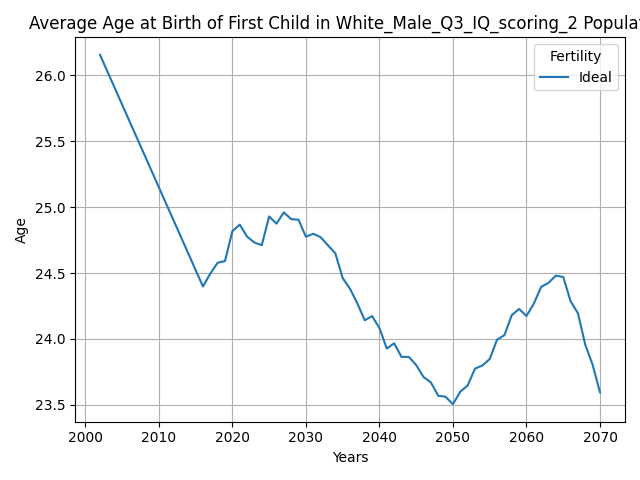 Average Age at Birth of First Child in White_Male_Q3_IQ_scoring_2 Populat
Fertility
Ideal
26.0
25.5
25.0
24.5
24.0
23.5
Age
2000 2010 2020 2030 2040 2050 2060 2070
Years